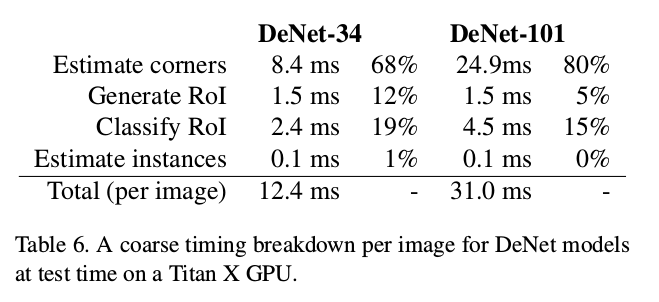 DeNet-34 DeNet-101
Estimate corners 8.4 ms 68% 24.9ms 80%
Generate RoI 1.5 ms 12% 1.5 ms 5%
Classify RoI 2.4 ms 19% 4.5 ms 15%
Estimate instances 0.1 ms 1% 0.1 ms 0%
Total (per image) 12.4 ms - 31.0 ms -
Table 6. A coarse timing breakdown per image for DeNet models
at test time on a Titan X GPU.